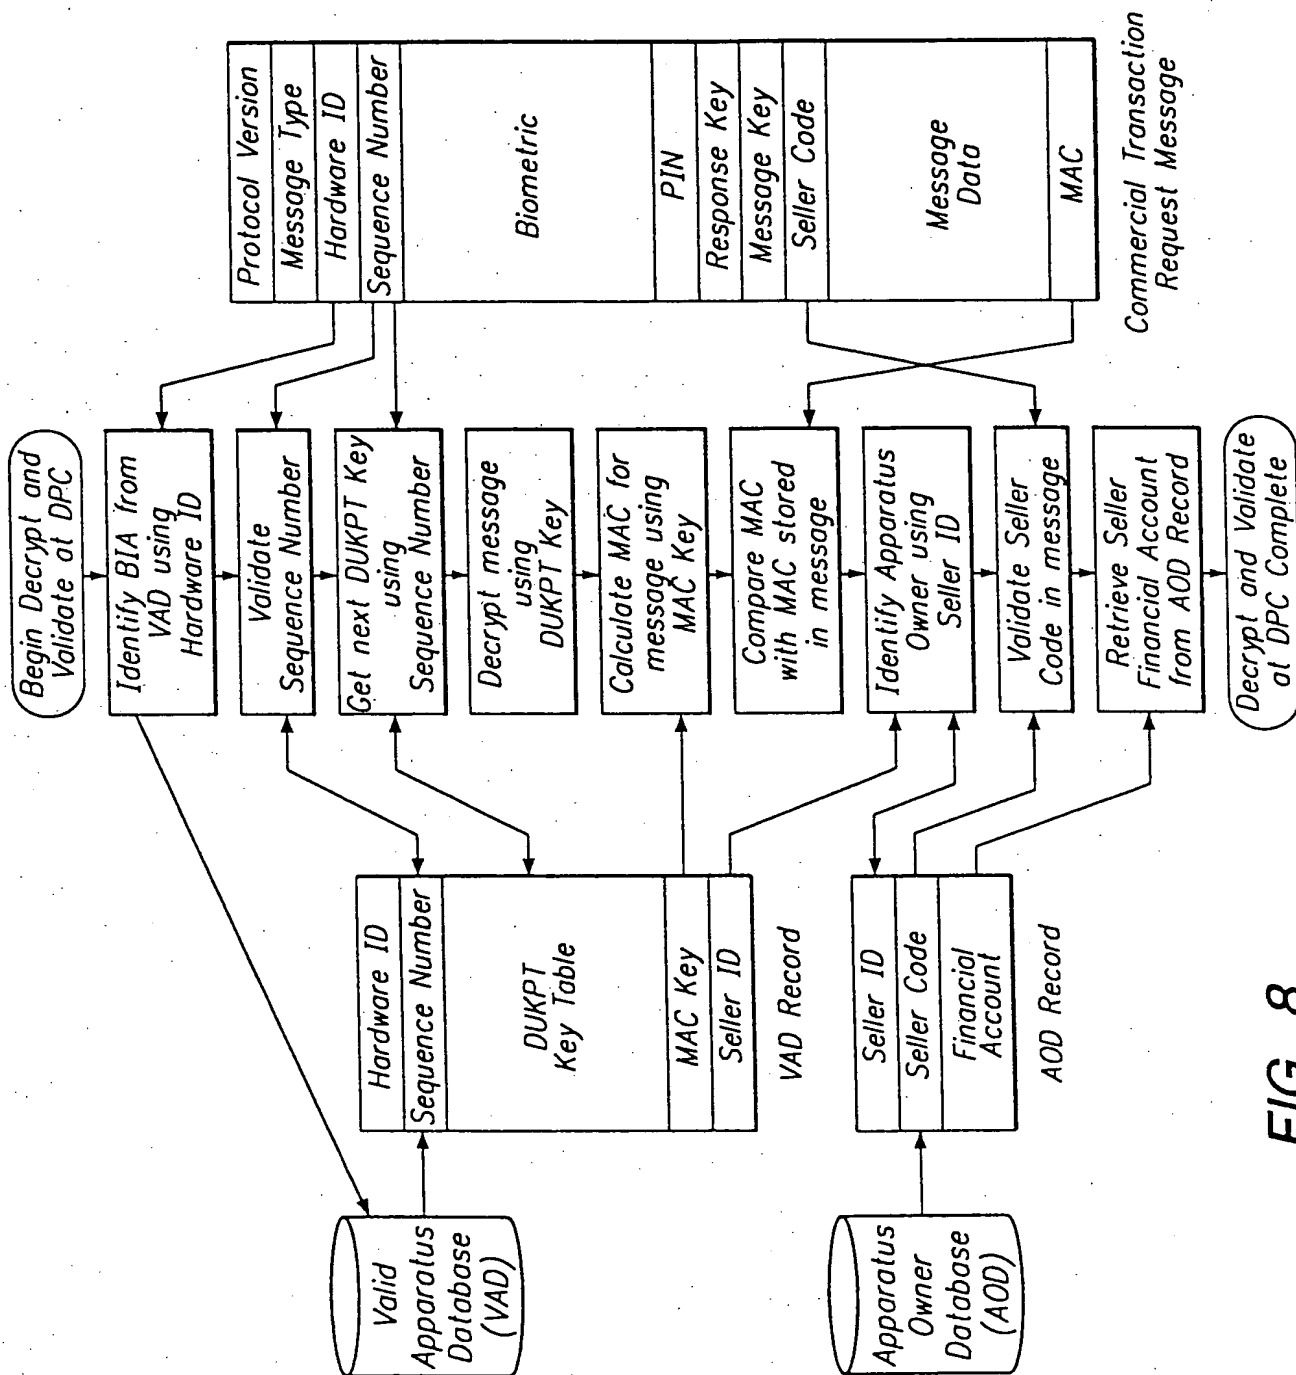 Begin Decrypt and
Validate at DPC
Identify BIA from
VAD using
Hardware ID
Validate
Sequence Number
Get next DUKPT Key
using
Sequence Number
Decrypt message
using
DUKPT Key
Calculate MAC for
message using
MAC Key
Compare MAC
with MAC stored
in message
Identify Apparatus
Owner using
Seller ID
Validate Seller
Code in message
Retrieve Seller
Financial Account
from AOD Record
Decrypt and Validate
at DPC Complete
Protocol Version
Message Type
Hardware ID
Sequence Number
Biometric
PIN
Response Key
Message Key
Seller Code
Message
Data
MAC
Commercial Transaction
Request Message
Hardware ID
Sequence Number
DUKPT
Key Table
MAC Key
Seller ID
VAD Record
Seller ID
Seller Code
Financial
Account
AOD Record
Valid
Apparatus
Database
(VAD)
Apparatus
Owner
Database
(AOD)
FIG. 8